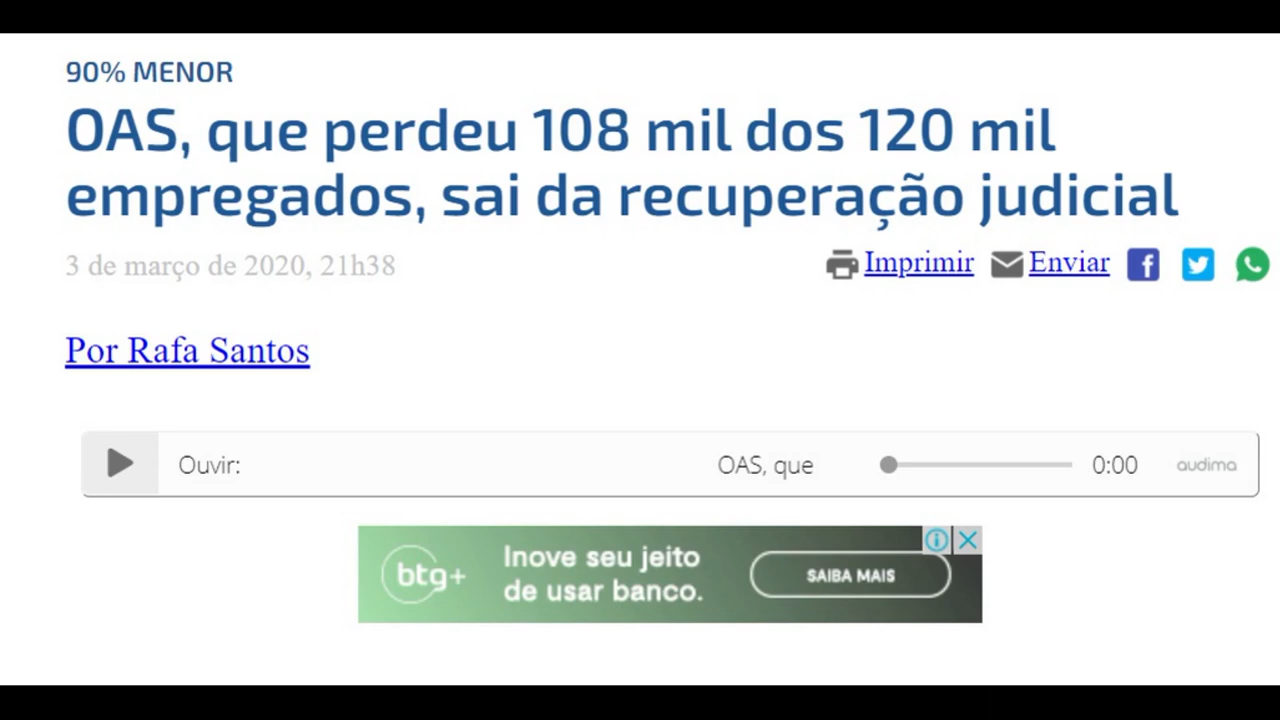 90% MENOR
OAS, que perdeu 108 mil dos 120 mil
empregados, sai da recuperação judicial
3 de março de 2020, 21h38
Imprimir Enviar
Por Rafa Santos
Ouvir: OAS, que 0:00 audima
btg+
Inove seu jeito
de usar banco.
SAIBA MAIS